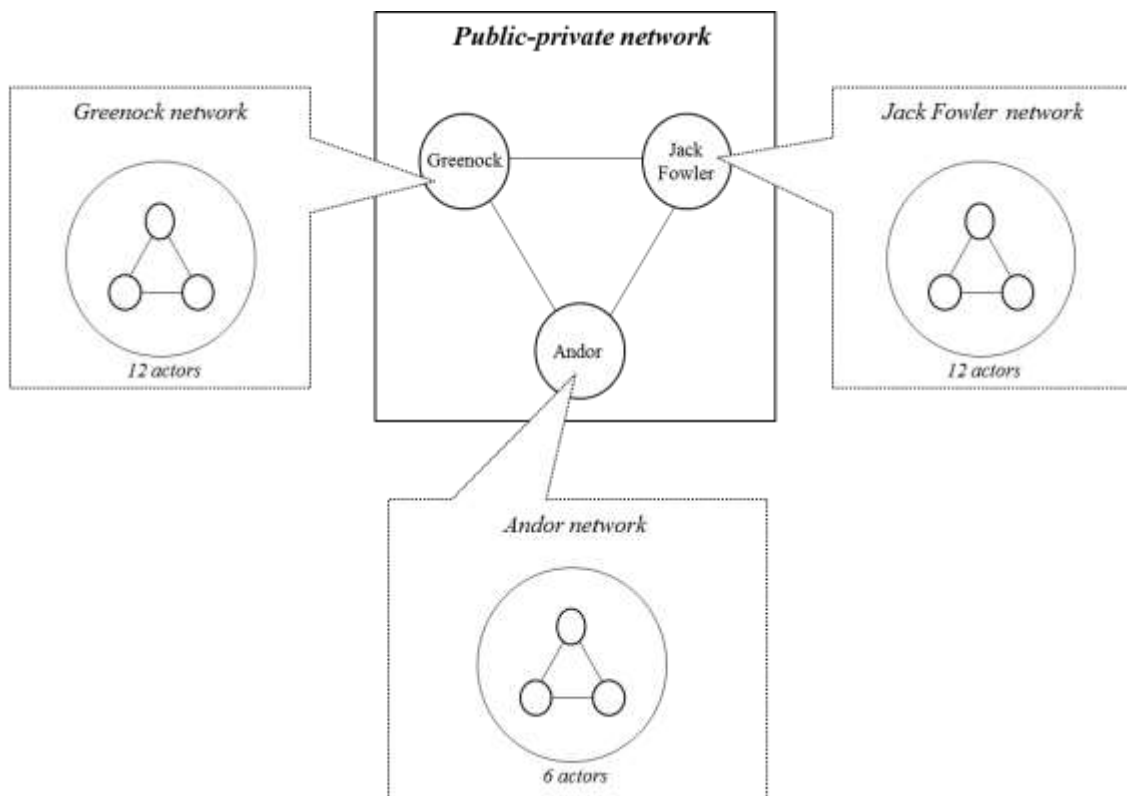 Public-private network
Greenock network
Jack Fowler network
Greenock
Jack
Fowler
Andor
12 actors
12 actors
Andor network
6 actors